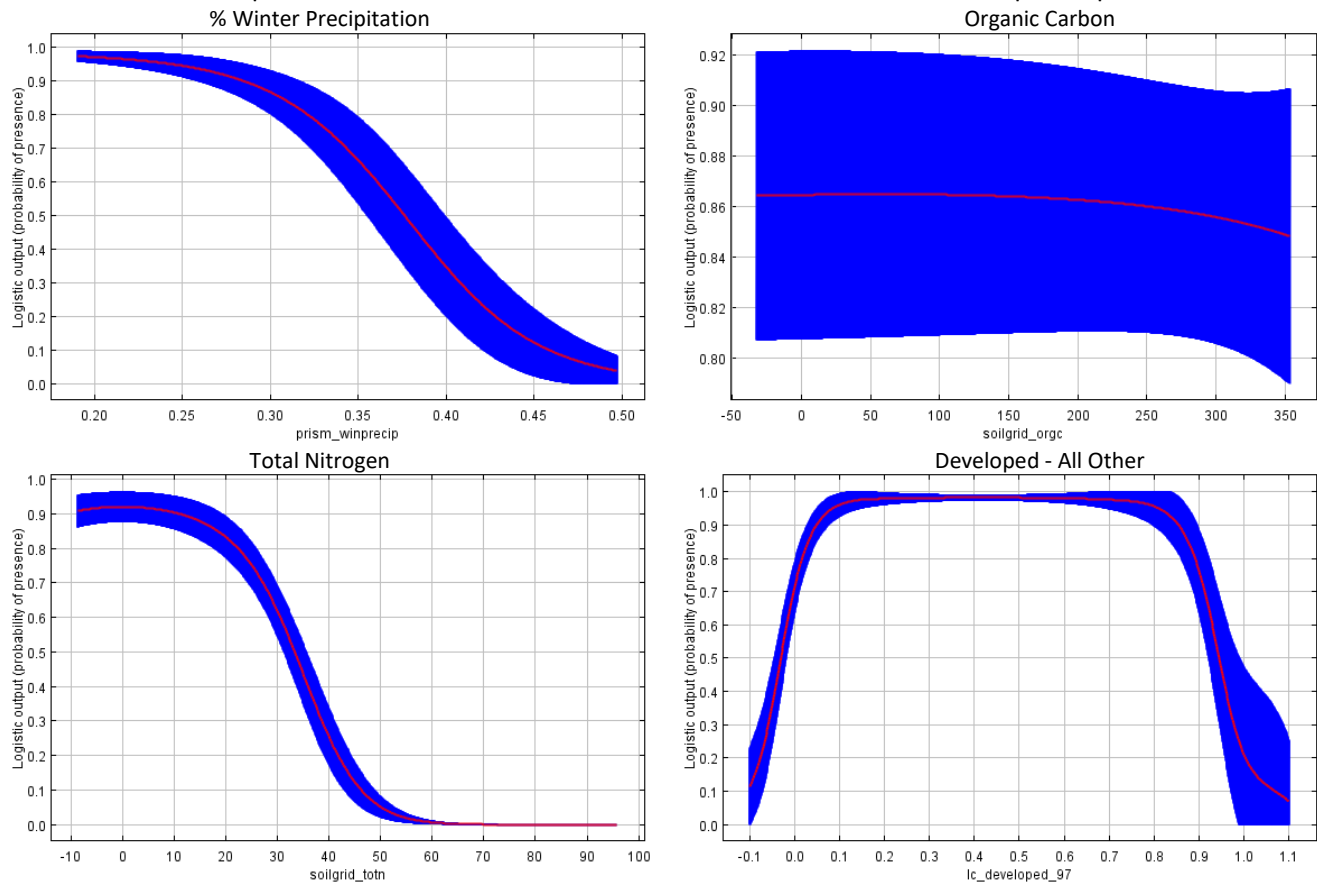 % Winter Precipitation
Logistic output (probability of presence)
1.0
0.9
0.8
0.7
0.6
0.5
0.4
0.3
0.2
0.1
0.0
0.20 0.25 0.30 0.35 0.40 0.45 0.50
prism_winprecip
Organic Carbon
Logistic output (probability of presence)
0.92
0.90
0.88
0.86
0.84
0.82
0.80
-50 0 50 100 150 200 250 300 350
soilgrid_orgc
Total Nitrogen
Logistic output (probability of presence)
1.0
0.9
0.8
0.7
0.6
0.5
0.4
0.3
0.2
0.1
0.0
-10 0 10 20 30 40 50 60 70 80 90 100
soilgrid_totn
Developed - All Other
Logistic output (probability of presence)
1.0
0.9
0.8
0.7
0.6
0.5
0.4
0.3
0.2
0.1
0.0
-0.1 0.0 0.1 0.2 0.3 0.4 0.5 0.6 0.7 0.8 0.9 1.0 1.1
lc_developed_97